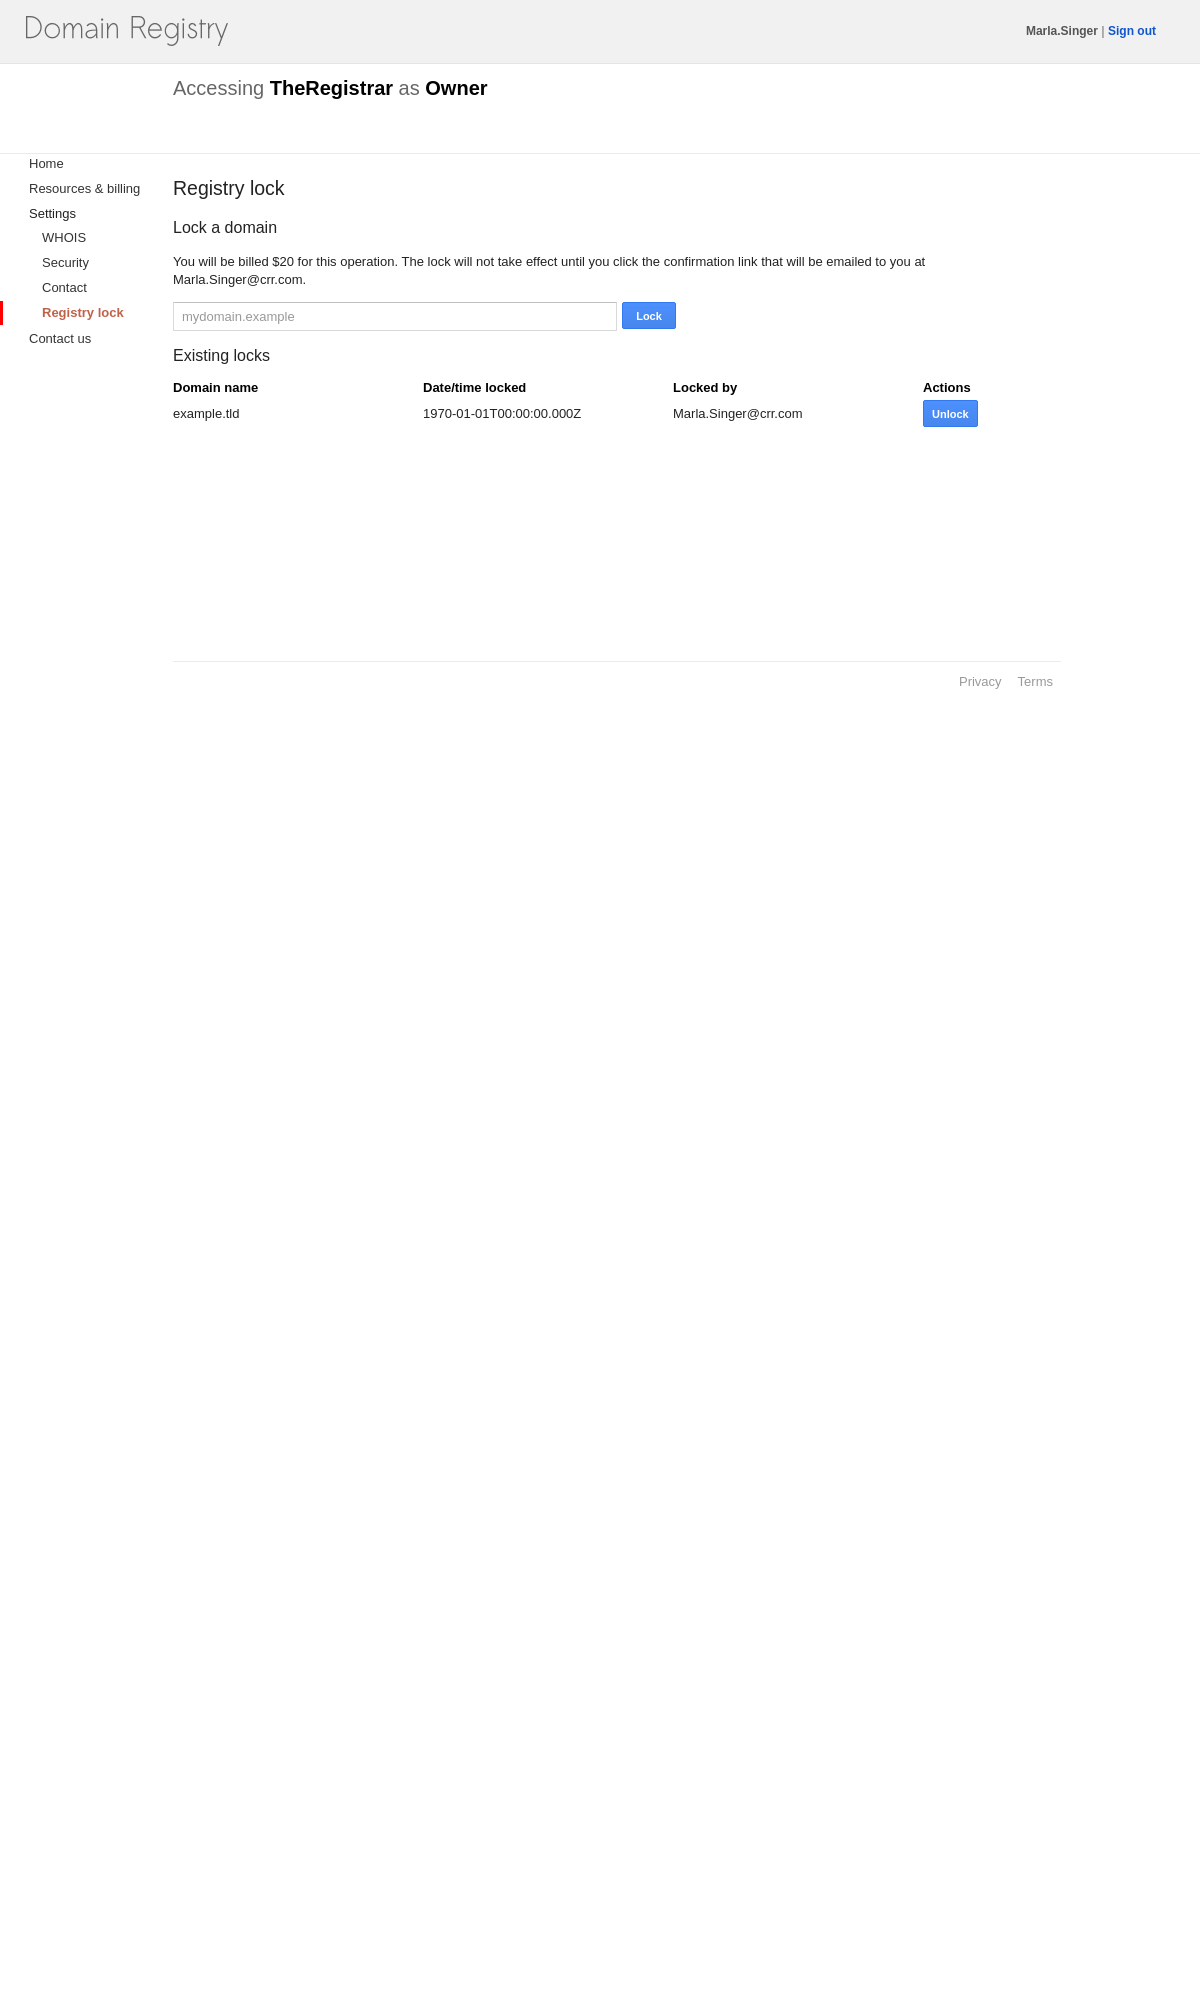 Domain Registry
Marla.Singer | Sign out
Accessing TheRegistrar as Owner
Home
Resources & billing
Settings
WHOIS
Security
Contact
Registry lock
Contact us
Registry lock
Lock a domain
You will be billed $20 for this operation. The lock will not take effect until you click the confirmation link that will be emailed to you at
Marla.Singer@crr.com.
mydomain.example Lock
Existing locks
Domain name Date/time locked Locked by Actions
example.tld 1970-01-01T00:00:00.000Z Marla.Singer@crr.com Unlock
Privacy Terms